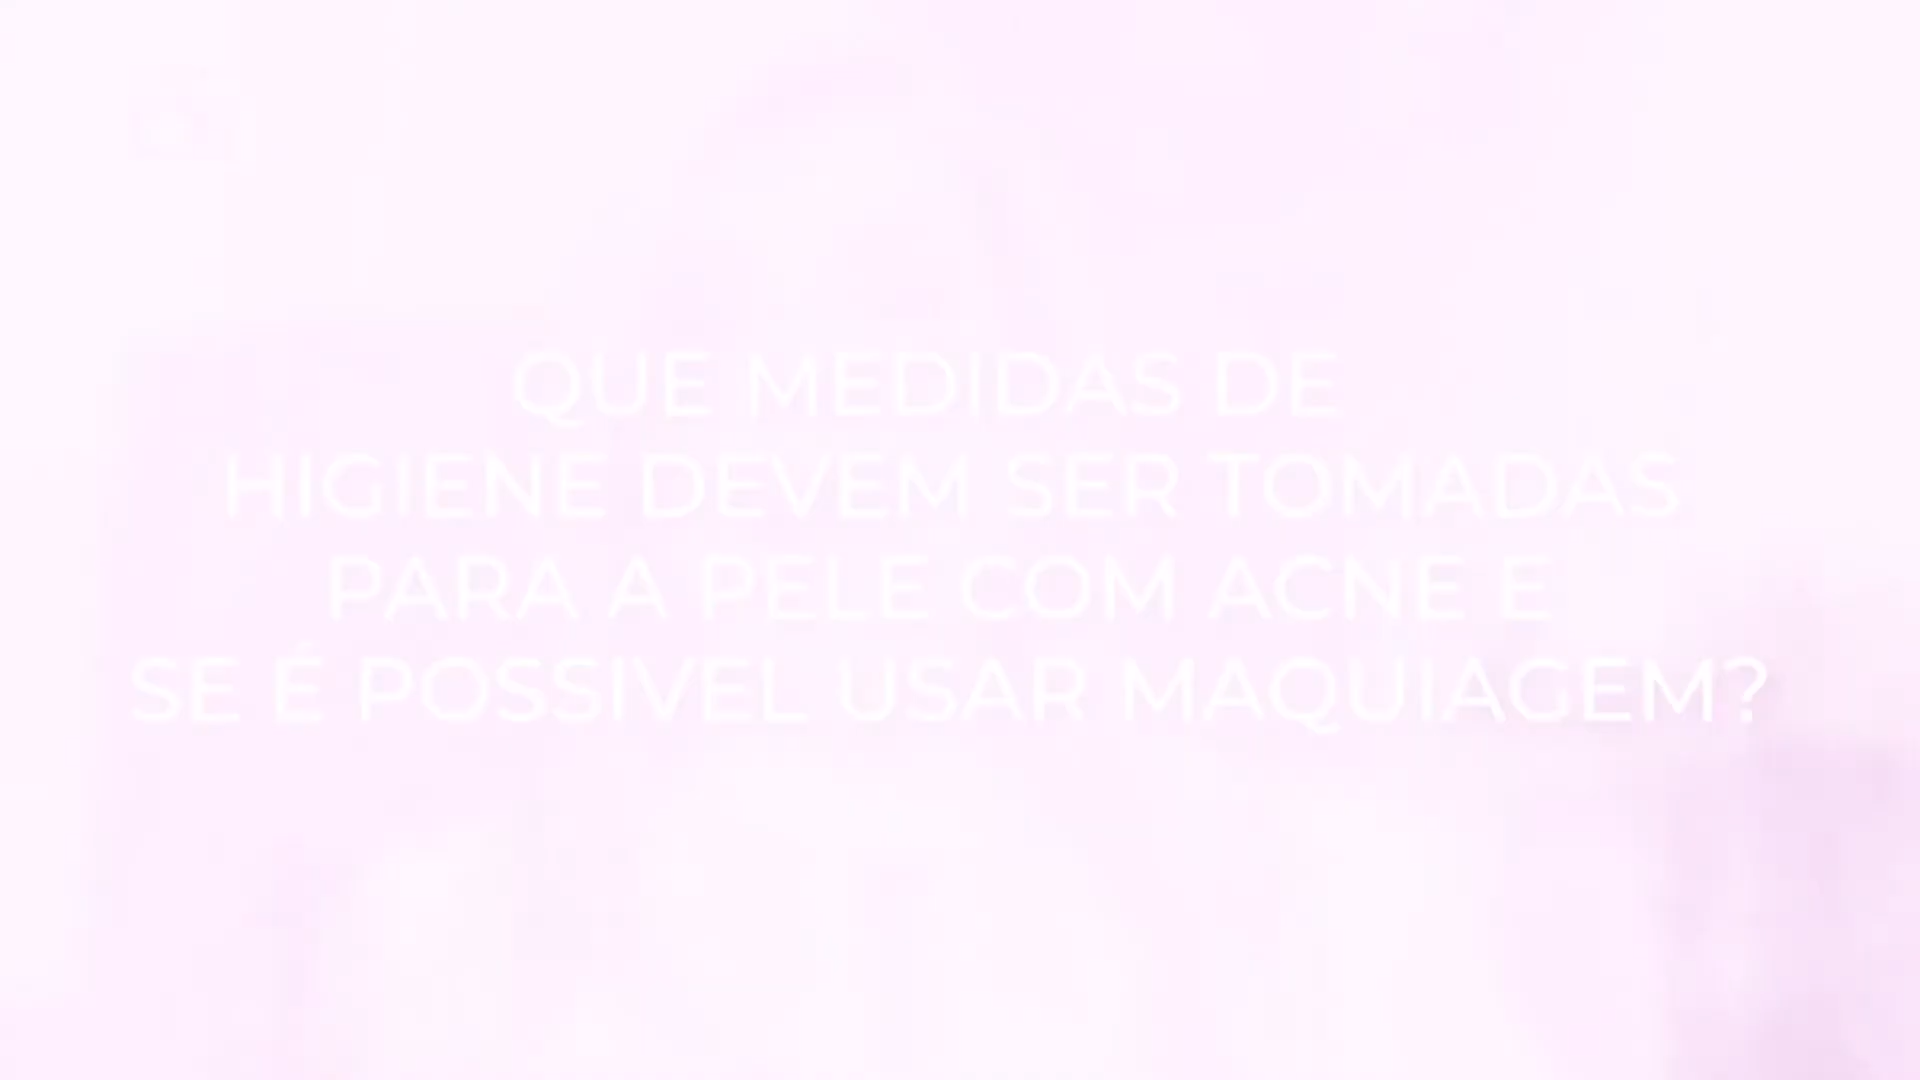 QUE MEDIDAS DE
HIGIENE DEVEM SER TOMADAS
PARA A PELE COM ACNE E
SE É POSSIVEL USAR MAQUIAGEM?